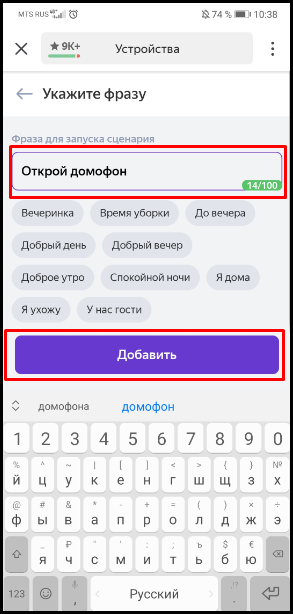 MTS RUS 74 % 10:38
9K+ Устройства
Укажите фразу
Фраза для запуска сценария
Открой домофон
14/100
Вечеринка Время уборки До вечера
Добрый день Добрый вечер
Доброе утро Спокойной ночи Я дома
Я ухожу У нас гости
Добавить
домофона домофон
1 2 3 4 5 6 7 8 9 0
й ц у к е н г ш щ з х
ф ы в а п р о л д ж э
я ч с м и т ь б ю
123 , Русский .